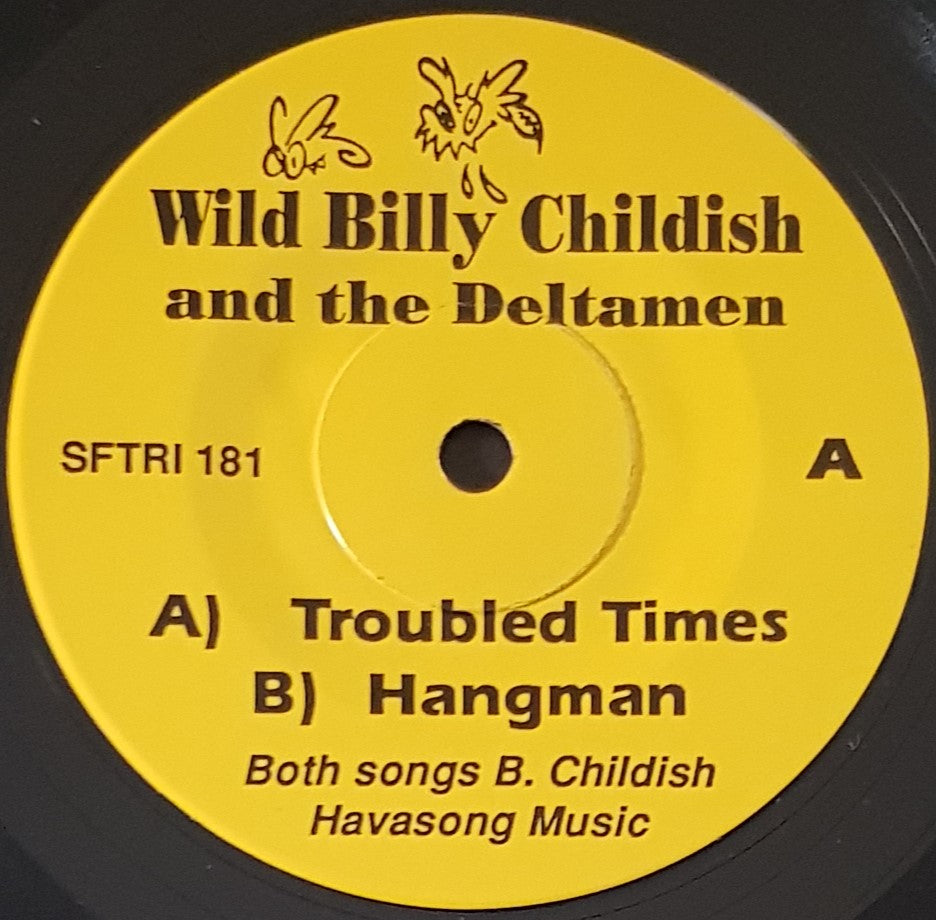 Wild Billy Childish
and the Deltamen
SFTRI 181
A
A) Troubled Times
B) Hangman
Both songs B. Childish
Havasong Music